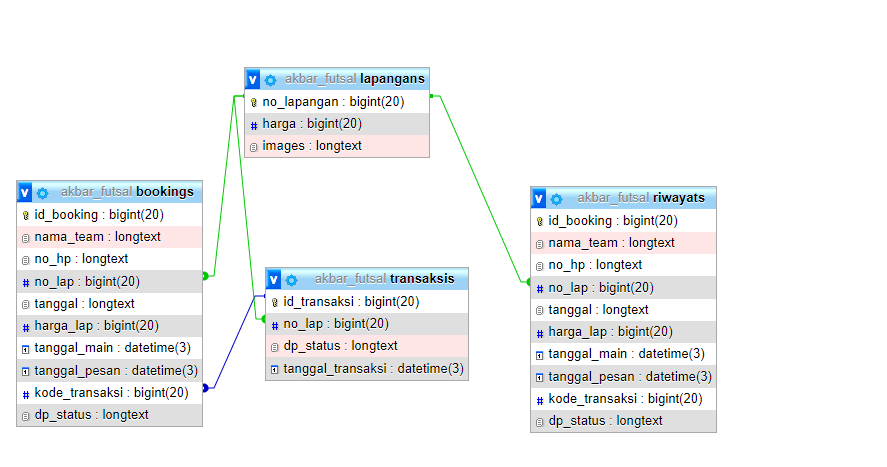 akbar_futsal lapangans
no_lapangan : bigint(20)
harga : bigint(20)
images : longtext
akbar_futsal bookings
id_booking : bigint(20)
nama_team : longtext
no_hp : longtext
no_lap : bigint(20)
tanggal : longtext
harga_lap : bigint(20)
tanggal_main : datetime(3)
tanggal_pesan : datetime(3)
kode_transaksi : bigint(20)
dp_status : longtext
akbar_futsal transaksis
id_transaksi : bigint(20)
no_lap : bigint(20)
dp_status : longtext
tanggal_transaksi : datetime(3)
akbar_futsal riwayats
id_booking : bigint(20)
nama_team : longtext
no_hp : longtext
no_lap : bigint(20)
tanggal : longtext
harga_lap : bigint(20)
tanggal_main : datetime(3)
tanggal_pesan : datetime(3)
kode_transaksi : bigint(20)
dp_status : longtext